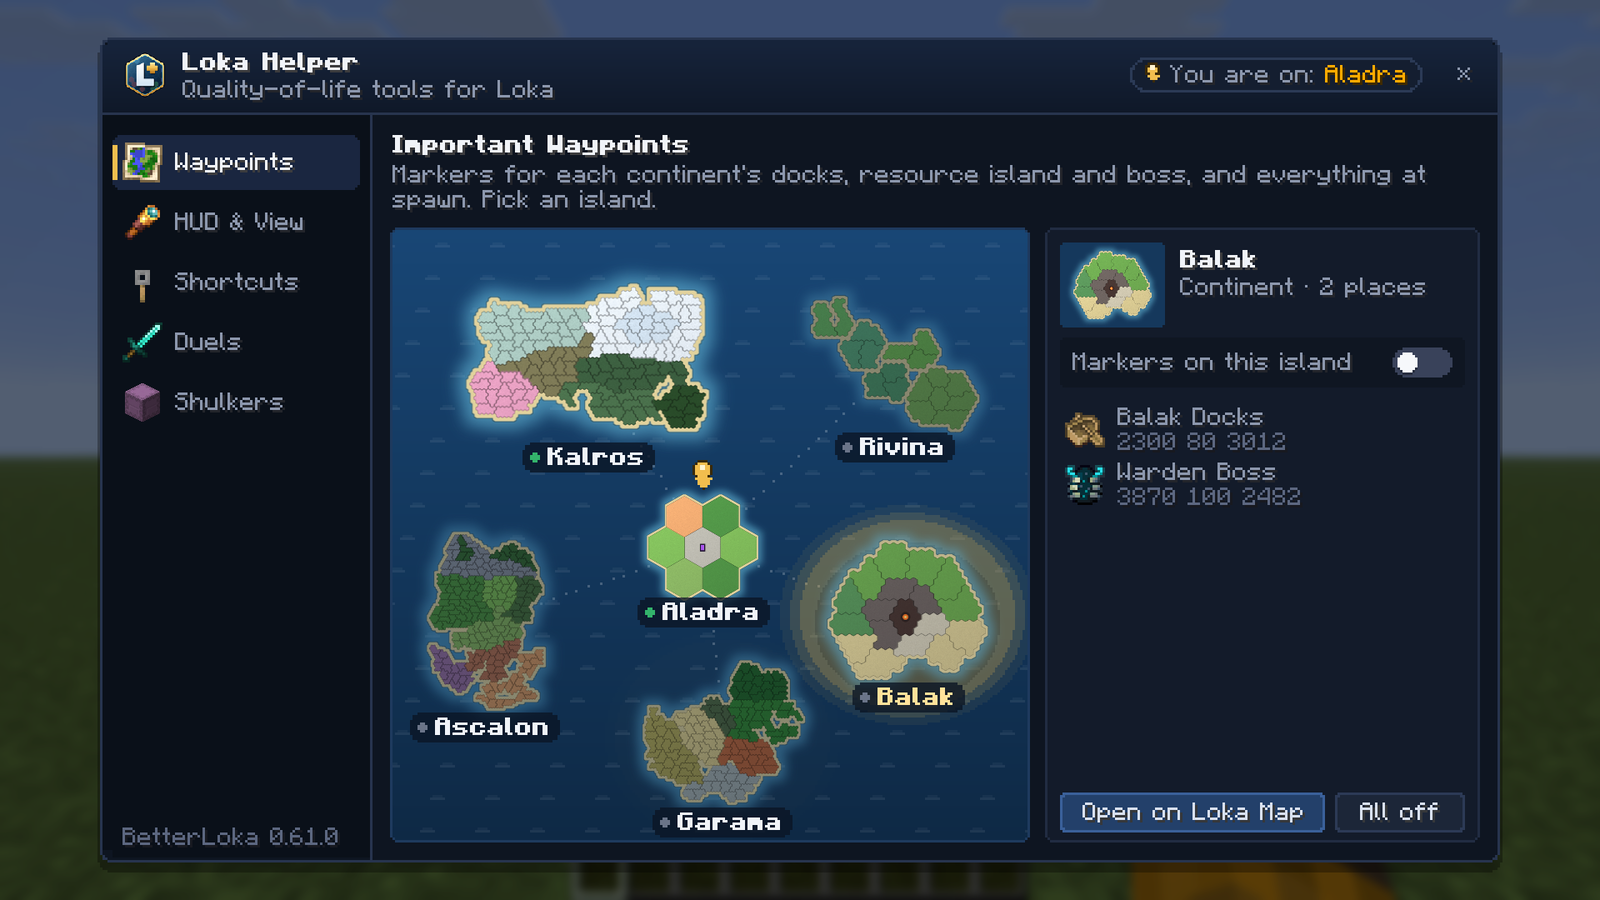 Loka Helper
Quality-of-life tools for Loka
You are on: Aladra
Waypoints
HUD & View
Shortcuts
Duels
Shulkers
BetterLoka 0.61.0
Important Waypoints
Markers for each continent's docks, resource island and boss, and everything at
spawn. Pick an island.
Kalros
Rivina
Aladra
Balak
Ascalon
Garama
Balak
Continent · 2 places
Markers on this island
Balak Docks
2300 80 3012
Warden Boss
3870 100 2482
Open on Loka Map
All off